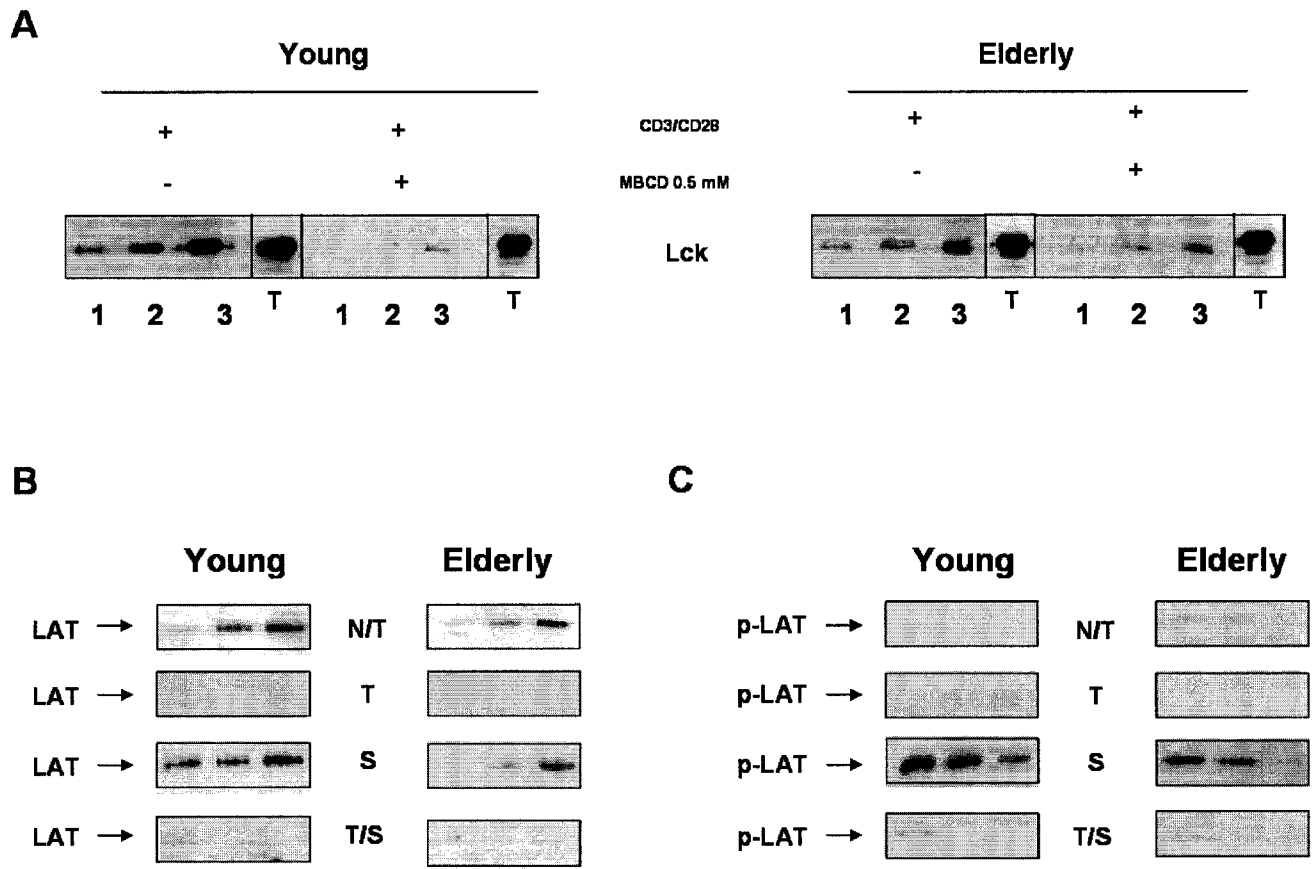 A
Young Elderly
+ + CD3/CD28 + +
- + MBCD 0.5 mM - +
Lck
1 2 3 T 1 2 3 T 1 2 3 T 1 2 3 T
B
Young Elderly
LAT N/T
LAT T
LAT S
LAT T/S
C
Young Elderly
p-LAT N/T
p-LAT T
p-LAT S
p-LAT T/S